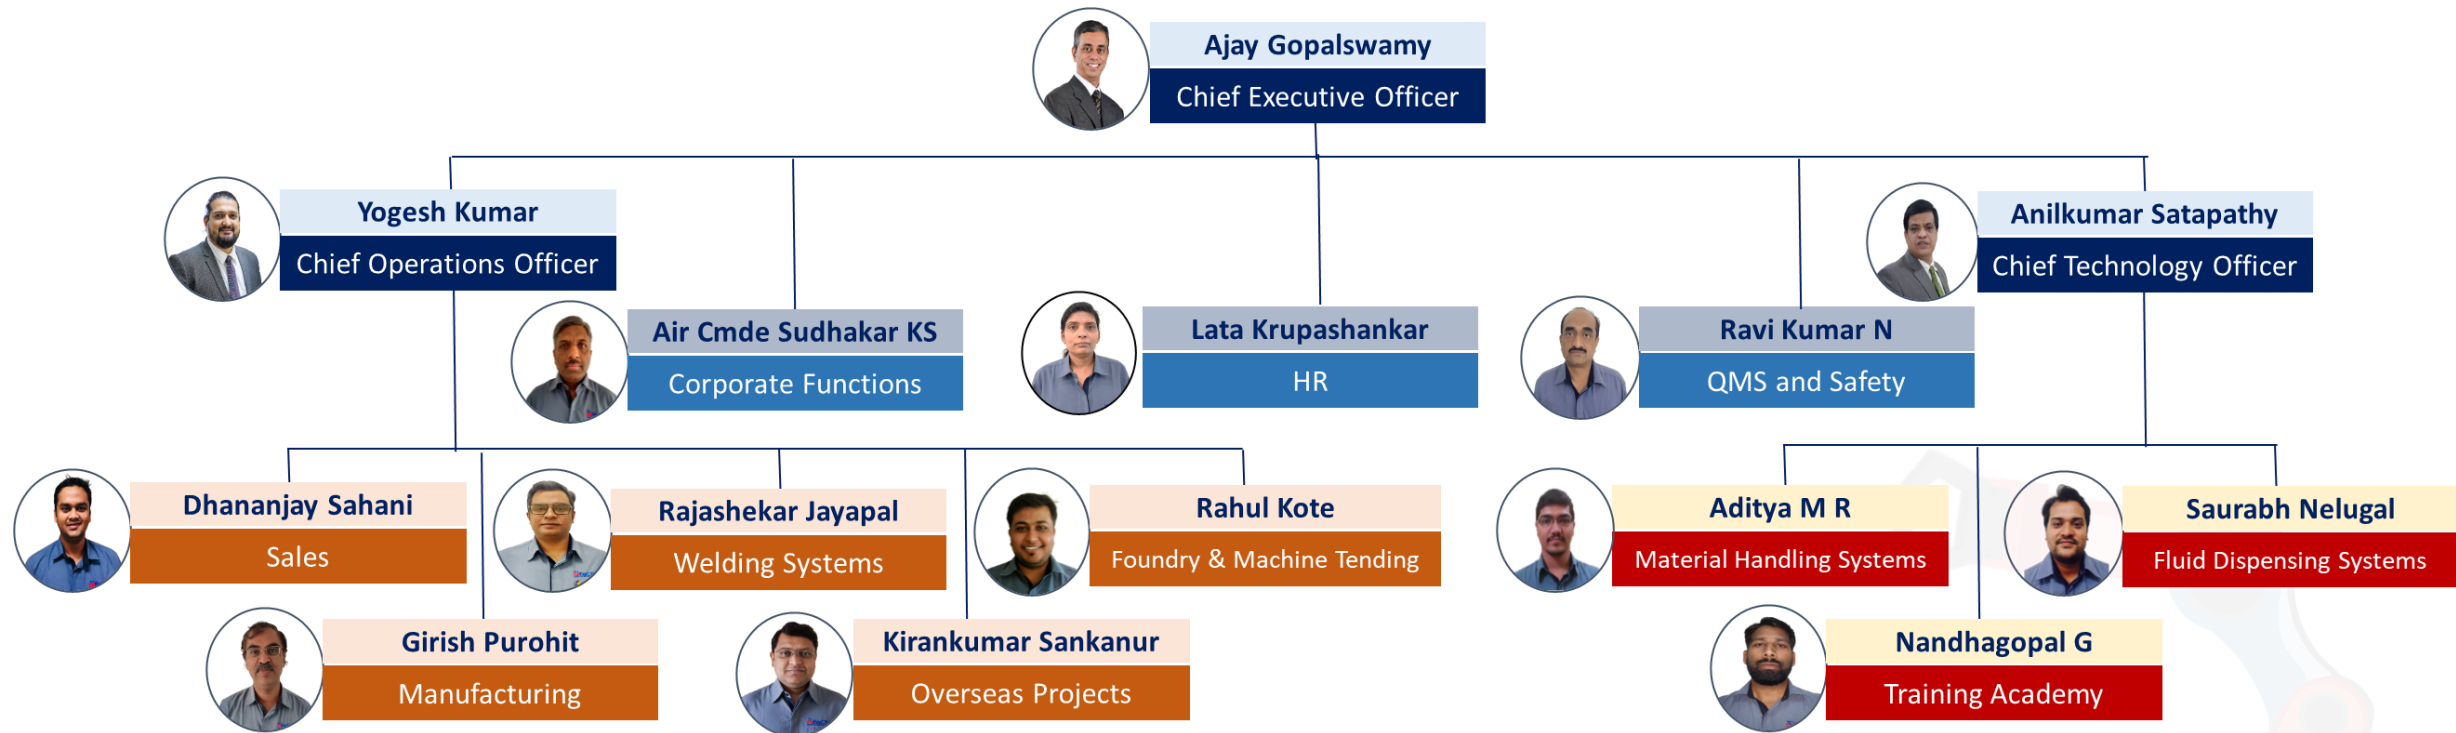 Ajay Gopalswamy
Chief Executive Officer
Yogesh Kumar
Chief Operations Officer
Anilkumar Satapathy
Chief Technology Officer
Air Cmde Sudhakar KS
Corporate Functions
Lata Krupashankar
HR
Ravi Kumar N
QMS and Safety
Dhananjay Sahani
Sales
Rajashekar Jayapal
Welding Systems
Rahul Kote
Foundry & Machine Tending
Aditya M R
Material Handling Systems
Saurabh Nelugal
Fluid Dispensing Systems
Girish Purohit
Manufacturing
Kirankumar Sankanur
Overseas Projects
Nandhagopal G
Training Academy